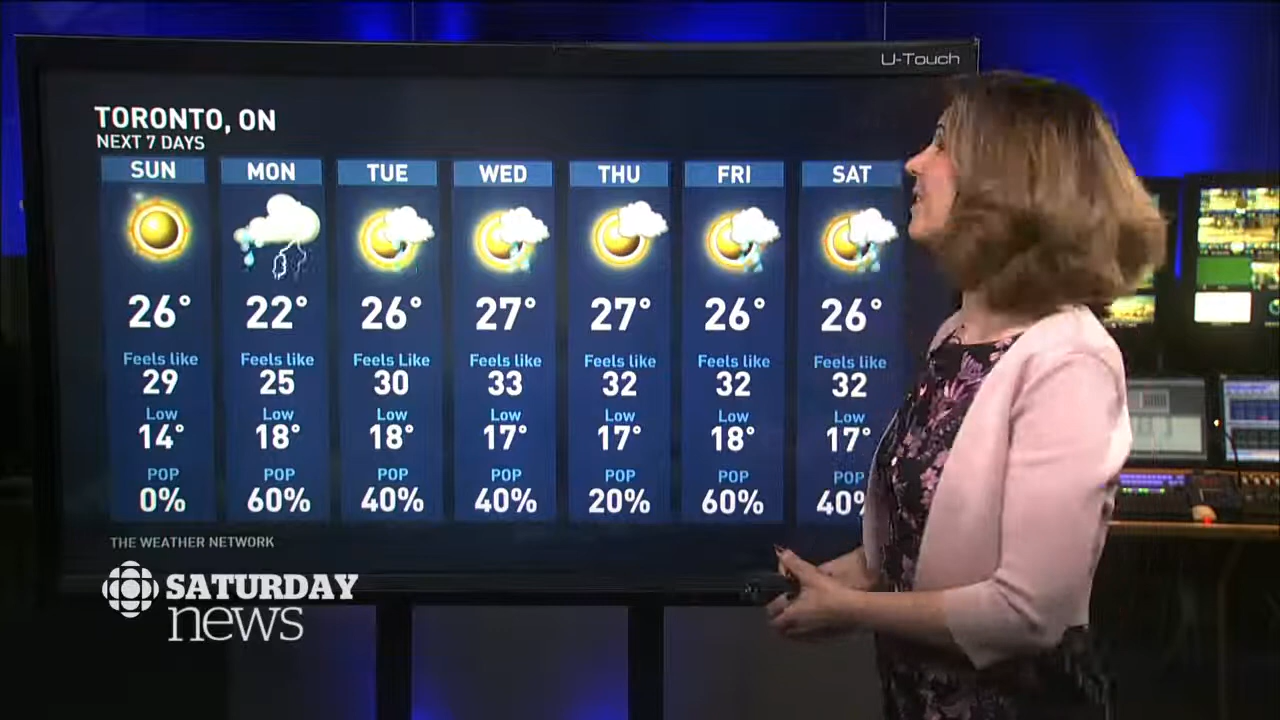 U-Touch
TORONTO, ON
NEXT 7 DAYS
SUN MON TUE WED THU FRI SAT
26° 22° 26° 27° 27° 26° 26°
Feels like Feels like Feels Like Feels like Feels like Feels like Feels like
29 25 30 33 32 32 32
Low Low Low Low Low Low Low
14° 18° 18° 17° 17° 18° 17°
POP POP POP POP POP POP POP
0% 60% 40% 40% 20% 60% 40%
THE WEATHER NETWORK
SATURDAY
news